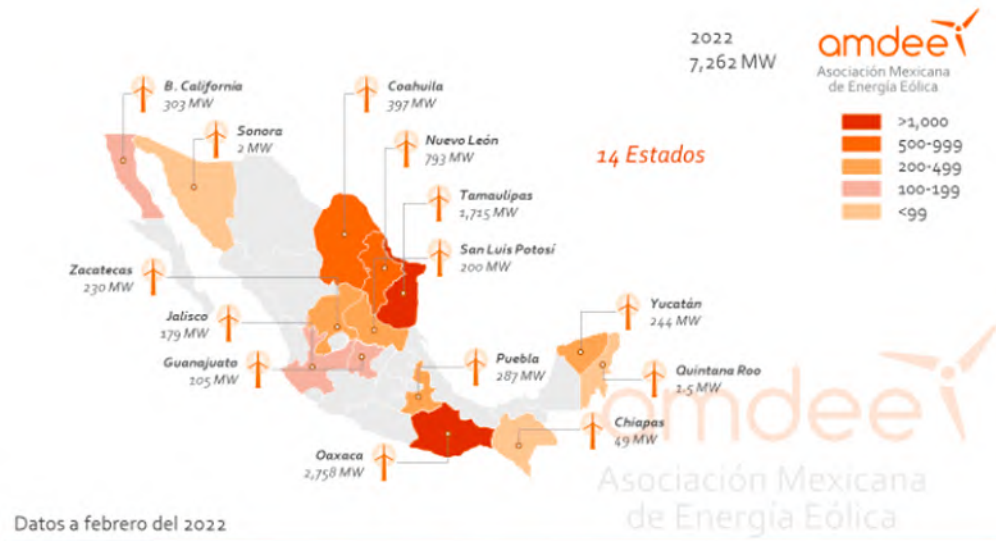 2022
7,262 MW
amdee
Asociación Mexicana
de Energía Eólica
>1,000
500-999
200-499
100-199
<99
14 Estados
B. California
303 MW
Sonora
2 MW
Coahuila
397 MW
Nuevo León
793 MW
Tamaulipas
1,715 MW
San Luis Potosí
200 MW
Zacatecas
230 MW
Jalisco
179 MW
Guanajuato
105 MW
Puebla
287 MW
Yucatán
244 MW
Quintana Roo
1.5 MW
Chiapas
49 MW
Oaxaca
2,758 MW
amdee
Asociación Mexicana
de Energía Eólica
Datos a febrero del 2022